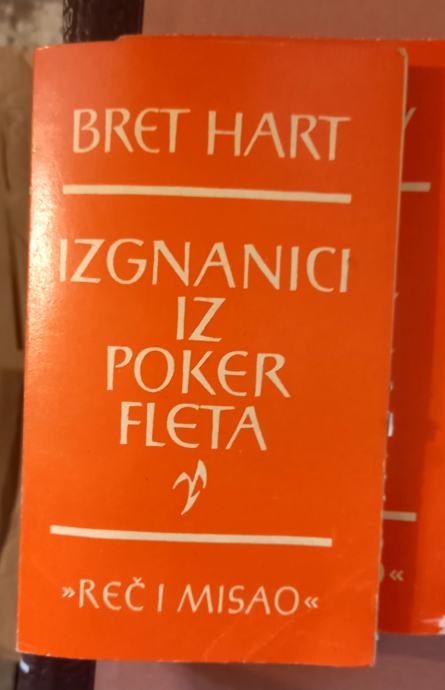 BRET HART
IZGNANICI
IZ
POKER
FLETA
»REČ I MISAO«